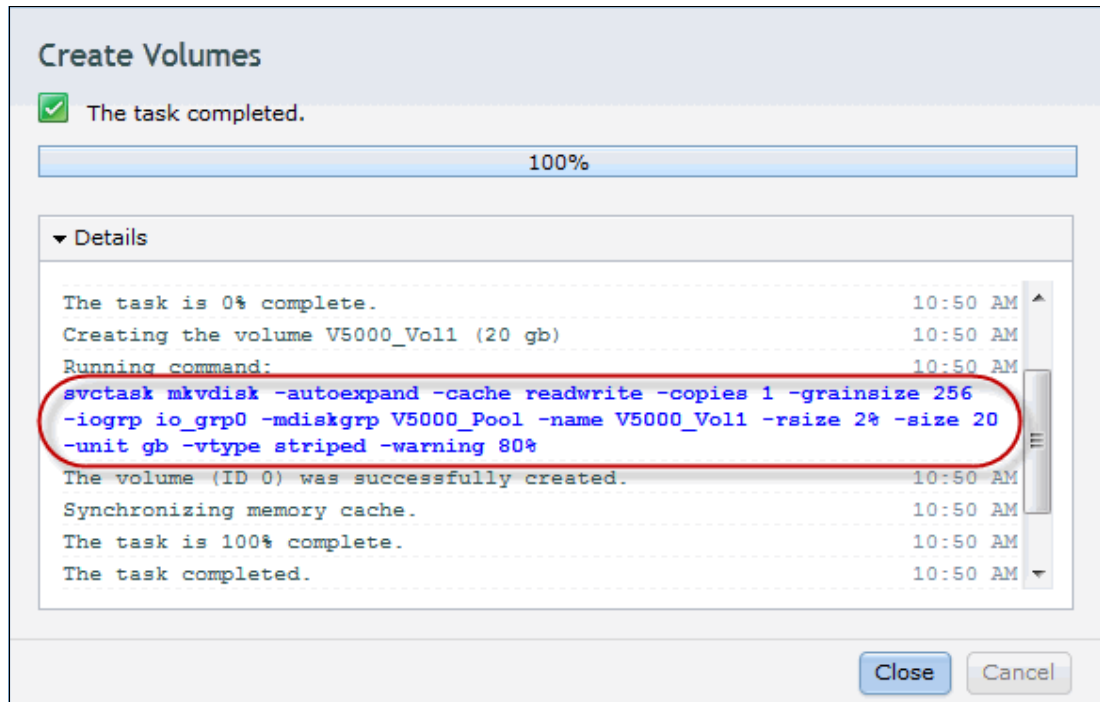 Create Volumes
The task completed.
100%
Details
The task is 0% complete. 10:50 AM
Creating the volume V5000_Vol1 (20 gb) 10:50 AM
Running command: 10:50 AM
svctask mkvdisk -autoexpand -cache readwrite -copies 1 -grainsize 256
-iogrp io_grp0 -mdiskgrp V5000_Pool -name V5000_Vol1 -rsize 2% -size 20
-unit gb -vtype striped -warning 80%
The volume (ID 0) was successfully created. 10:50 AM
Synchronizing memory cache. 10:50 AM
The task is 100% complete. 10:50 AM
The task completed. 10:50 AM
Close Cancel